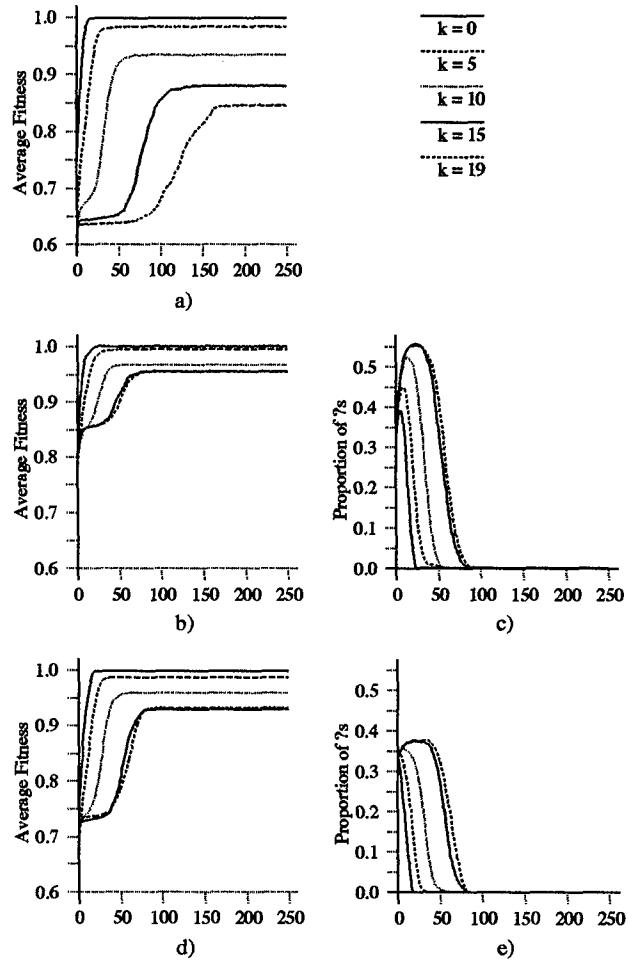 1.0
0.9
0.8
0.7
0.6
Average Fitness
0 50 100 150 200 250
a)
k = 0
k = 5
k = 10
k = 15
k = 19
1.0
0.9
0.8
0.7
0.6
Average Fitness
0 50 100 150 200 250
b)
0.5
0.4
0.3
0.2
0.1
0.0
Proportion of ?s
0 50 100 150 200 250
c)
1.0
0.9
0.8
0.7
0.6
Average Fitness
0 50 100 150 200 250
d)
0.5
0.4
0.3
0.2
0.1
0.0
Proportion of ?s
0 50 100 150 200 250
e)